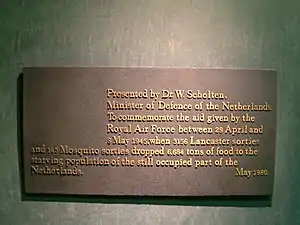 Presented by Dr. W. Scholten,
Minister of Defence of the Netherlands.
To commemorate the aid given by the
Royal Air Force between 29 April and
8 May 1945, when 3156 Lancaster sorties
and 145 Mosquito sorties dropped 6,684 tons of food to the
starving population of the still occupied part of the
Netherlands. May 1980.